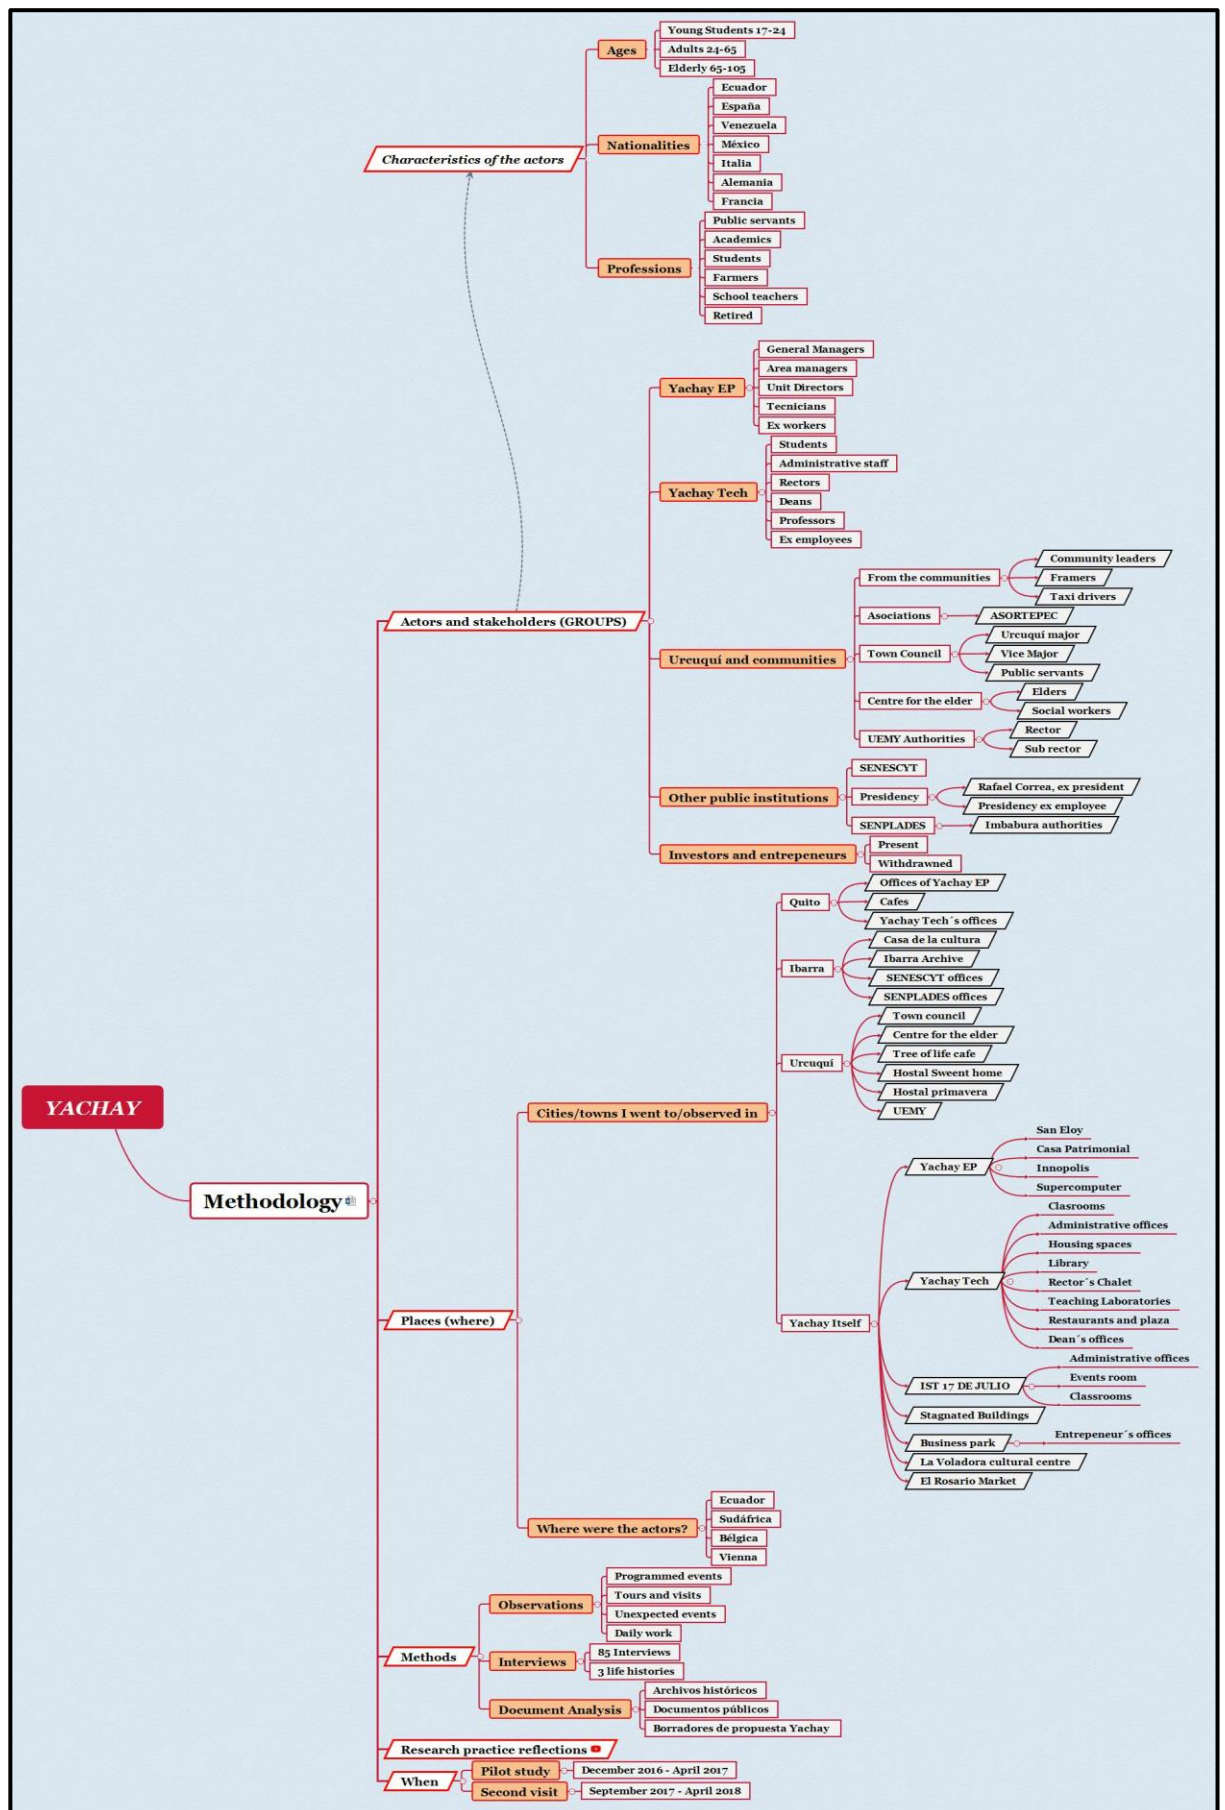 Young Students 17-24
Ages
Adults 24-65
Elderly 65-105
Ecuador
España
Venezuela
Nationalities
México
Italia
Alemania
Francia
Characteristics of the actors
Public servants
Academics
Students
Professions
Farmers
School teachers
Retired
General Managers
Area managers
Yachay EP
Unit Directors
Tecnicians
Ex workers
Students
Administrative staff
Yachay Tech
Rectors
Deans
Professors
Ex employees
Actors and stakeholders (GROUPS)
Urcuquí and communities
From the communities
Community leaders
Framers
Taxi drivers
Asociations
ASORTEPEC
Town Council
Urcuquí major
Vice Major
Public servants
Centre for the elder
Elders
Social workers
UEMY Authorities
Rector
Sub rector
Other public institutions
SENESCYT
Presidency
Rafael Correa, ex president
Presidency ex employee
SENPLADES
Imbabura authorities
Investors and entrepeneurs
Present
Withdrawned
YACHAY
Methodology
Places (where)
Cities/towns I went to/observed in
Quito
Offices of Yachay EP
Cafes
Yachay Tech´s offices
Ibarra
Casa de la cultura
Ibarra Archive
SENESCYT offices
SENPLADES offices
Urcuquí
Town council
Centre for the elder
Tree of life cafe
Hostal Sweent home
Hostal primavera
UEMY
Yachay Itself
Yachay EP
San Eloy
Casa Patrimonial
Innopolis
Supercomputer
Yachay Tech
Clasrooms
Administrative offices
Housing spaces
Library
Rector´s Chalet
Teaching Laboratories
Restaurants and plaza
Dean´s offices
IST 17 DE JULIO
Administrative offices
Events room
Classrooms
Stagnated Buildings
Business park
Entrepeneur´s offices
La Voladora cultural centre
El Rosario Market
Where were the actors?
Ecuador
Sudáfrica
Bélgica
Vienna
Methods
Observations
Programmed events
Tours and visits
Unexpected events
Daily work
Interviews
85 Interviews
3 life histories
Document Analysis
Archivos históricos
Documentos públicos
Borradores de propuesta Yachay
Research practice reflections
When
Pilot study
December 2016 - April 2017
Second visit
September 2017 - April 2018